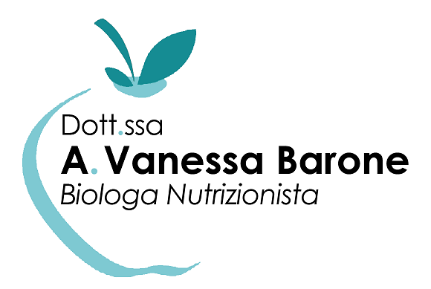 Dott.ssa
A. Vanessa Barone
Biologa Nutrizionista